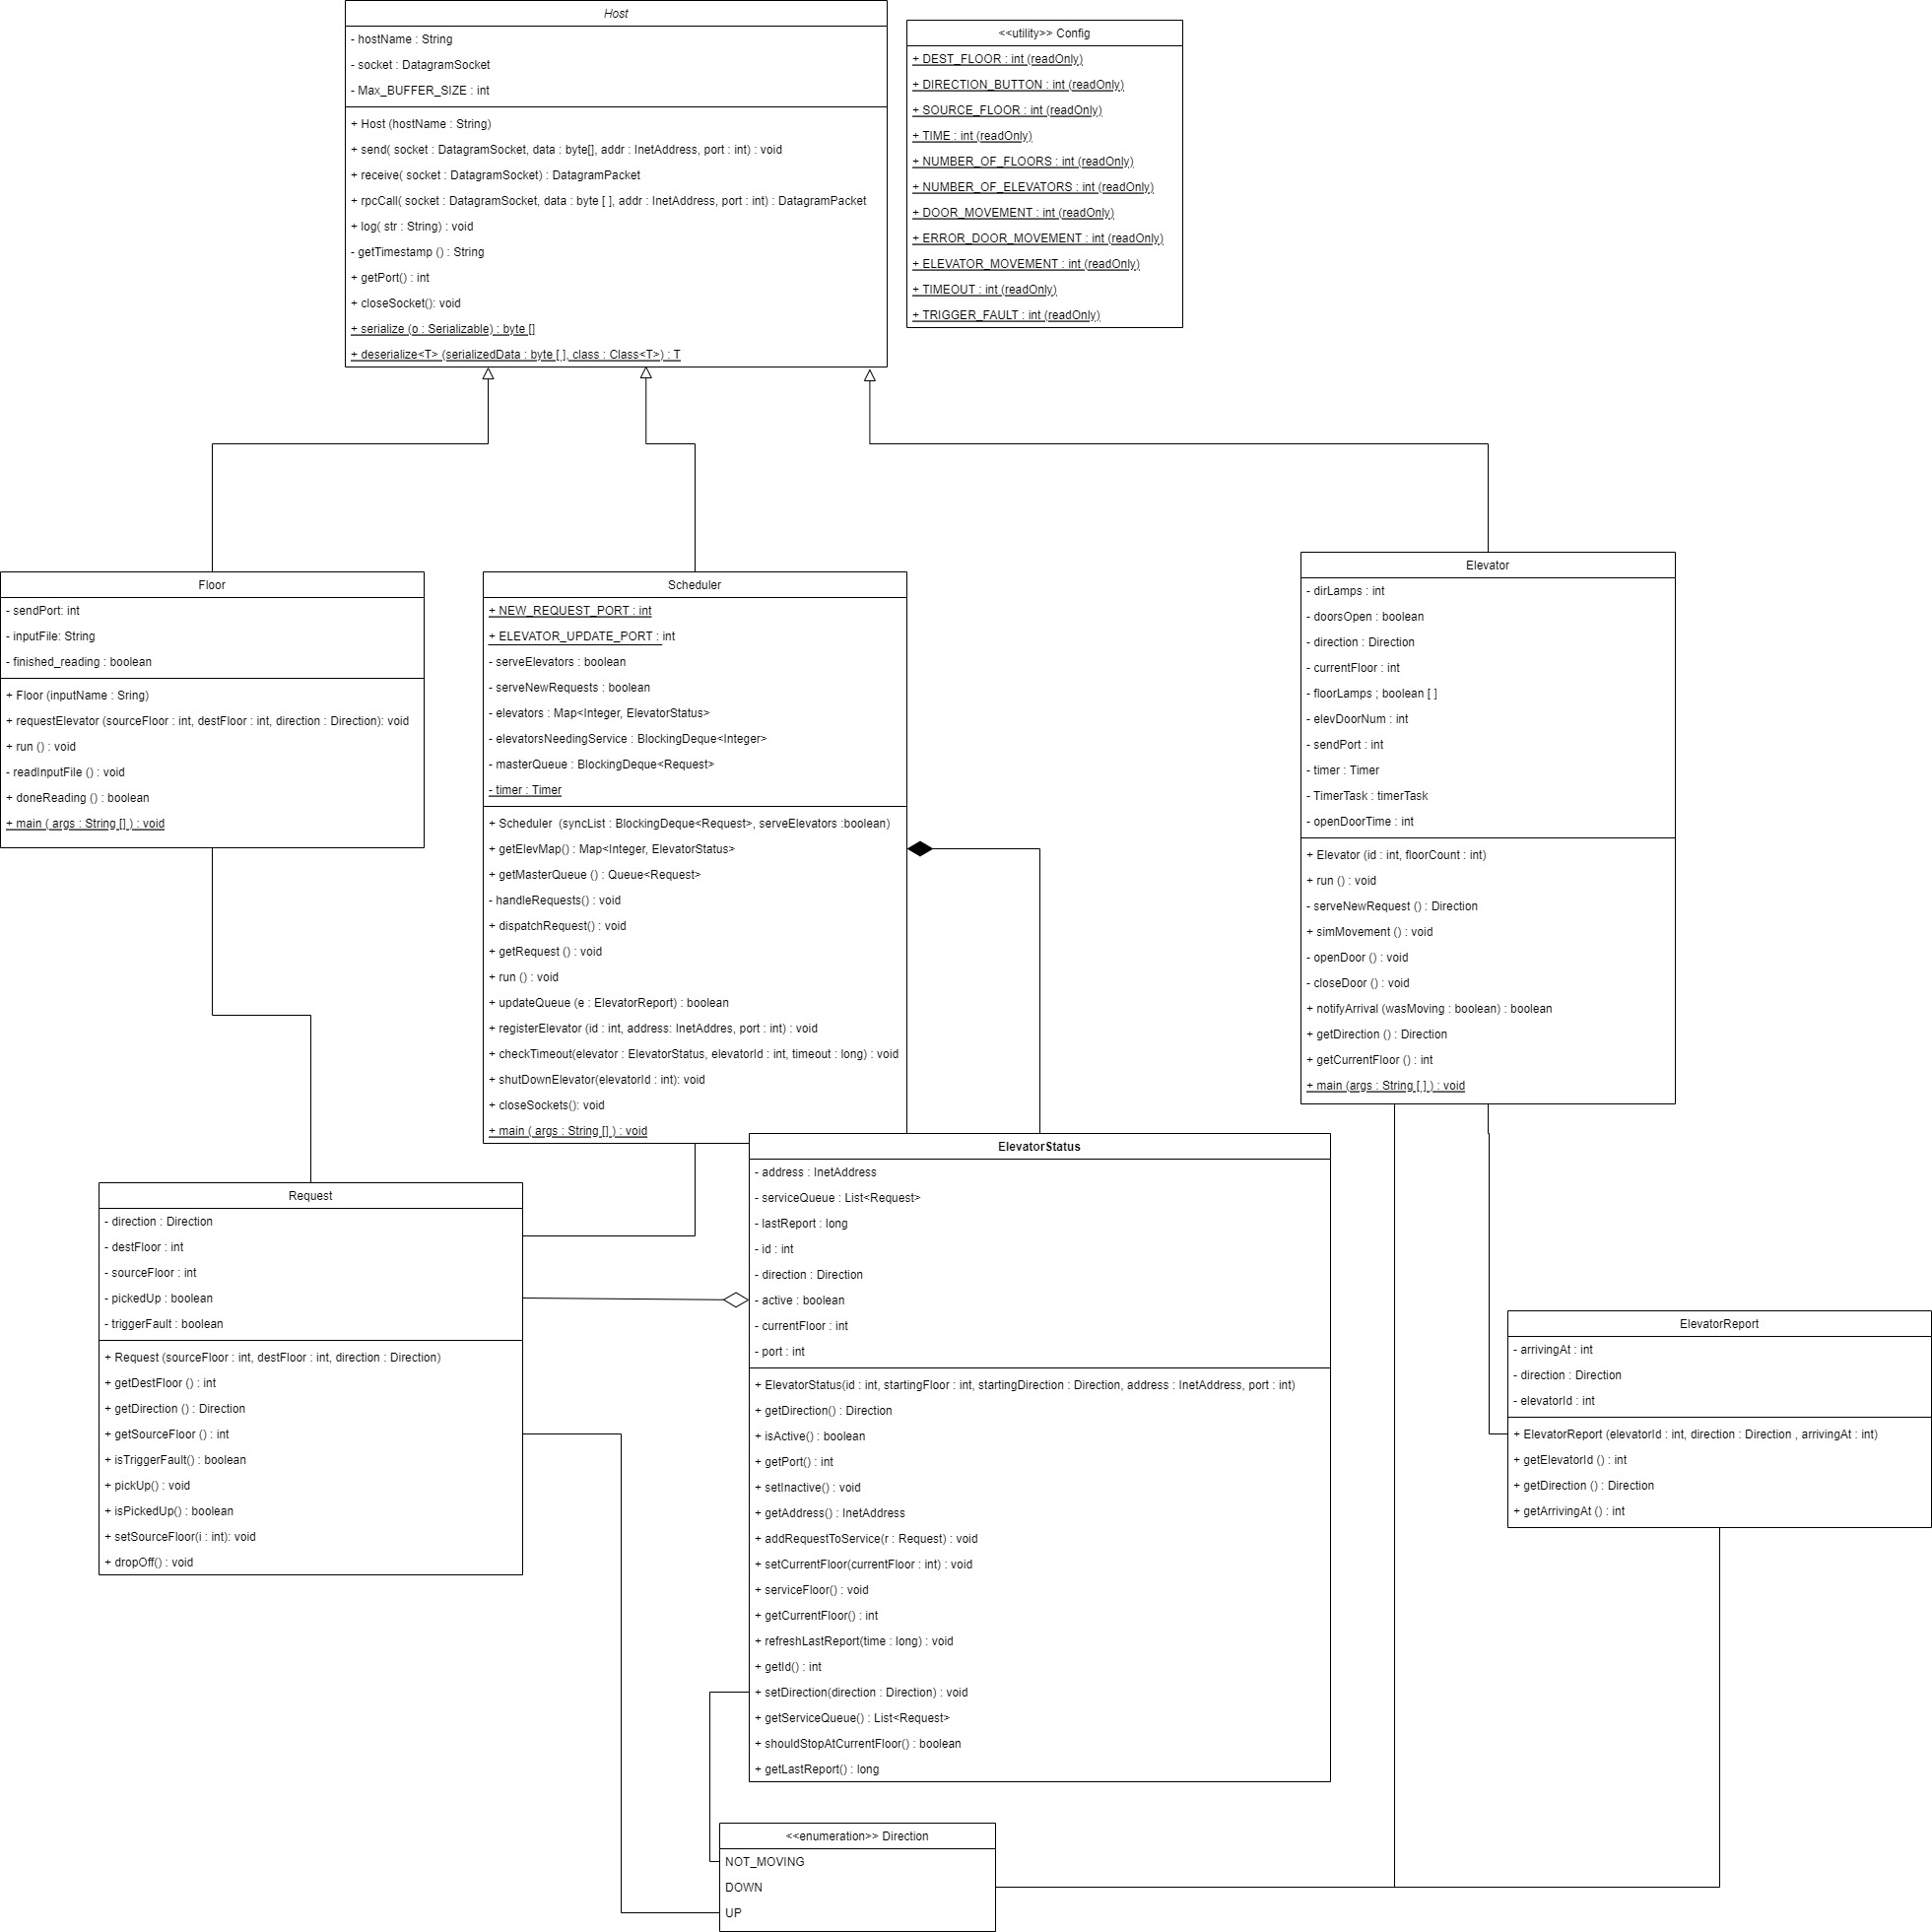 Host
- hostName : String
- socket : DatagramSocket
- Max_BUFFER_SIZE : int
+ Host (hostName : String)
+ send( socket : DatagramSocket, data : byte[], addr : InetAddress, port : int) : void
+ receive( socket : DatagramSocket) : DatagramPacket
+ rpcCall( socket : DatagramSocket, data : byte [ ], addr : InetAddress, port : int) : DatagramPacket
+ log( str : String) : void
- getTimestamp () : String
+ getPort() : int
+ closeSocket(): void
+ serialize (o : Serializable) : byte []
+ deserialize<T> (serializedData : byte [ ], class : Class<T>) : T
<<utility>> Config
+ DEST_FLOOR : int (readOnly)
+ DIRECTION_BUTTON : int (readOnly)
+ SOURCE_FLOOR : int (readOnly)
+ TIME : int (readOnly)
+ NUMBER_OF_FLOORS : int (readOnly)
+ NUMBER_OF_ELEVATORS : int (readOnly)
+ DOOR_MOVEMENT : int (readOnly)
+ ERROR_DOOR_MOVEMENT : int (readOnly)
+ ELEVATOR_MOVEMENT : int (readOnly)
+ TIMEOUT : int (readOnly)
+ TRIGGER_FAULT : int (readOnly)
Floor
- sendPort: int
- inputFile: String
- finished_reading : boolean
+ Floor (inputName : Sring)
+ requestElevator (sourceFloor : int, destFloor : int, direction : Direction): void
+ run () : void
- readInputFile () : void
+ doneReading () : boolean
+ main ( args : String [] ) : void
Scheduler
+ NEW_REQUEST_PORT : int
+ ELEVATOR_UPDATE_PORT : int
- serveElevators : boolean
- serveNewRequests : boolean
- elevators : Map<Integer, ElevatorStatus>
- elevatorsNeedingService : BlockingDeque<Integer>
- masterQueue : BlockingDeque<Request>
- timer : Timer
+ Scheduler (syncList : BlockingDeque<Request>, serveElevators :boolean)
+ getElevMap() : Map<Integer, ElevatorStatus>
+ getMasterQueue () : Queue<Request>
- handleRequests() : void
+ dispatchRequest() : void
+ getRequest () : void
+ run () : void
+ updateQueue (e : ElevatorReport) : boolean
+ registerElevator (id : int, address: InetAddres, port : int) : void
+ checkTimeout(elevator : ElevatorStatus, elevatorId : int, timeout : long) : void
+ shutDownElevator(elevatorId : int): void
+ closeSockets(): void
+ main ( args : String [] ) : void
Elevator
- dirLamps : int
- doorsOpen : boolean
- direction : Direction
- currentFloor : int
- floorLamps ; boolean [ ]
- elevDoorNum : int
- sendPort : int
- timer : Timer
- TimerTask : timerTask
- openDoorTime : int
+ Elevator (id : int, floorCount : int)
+ run () : void
- serveNewRequest () : Direction
+ simMovement () : void
- openDoor () : void
- closeDoor () : void
+ notifyArrival (wasMoving : boolean) : boolean
+ getDirection () : Direction
+ getCurrentFloor () : int
+ main (args : String [ ] ) : void
Request
- direction : Direction
- destFloor : int
- sourceFloor : int
- pickedUp : boolean
- triggerFault : boolean
+ Request (sourceFloor : int, destFloor : int, direction : Direction)
+ getDestFloor () : int
+ getDirection () : Direction
+ getSourceFloor () : int
+ isTriggerFault() : boolean
+ pickUp() : void
+ isPickedUp() : boolean
+ setSourceFloor(i : int): void
+ dropOff() : void
ElevatorStatus
- address : InetAddress
- serviceQueue : List<Request>
- lastReport : long
- id : int
- direction : Direction
- active : boolean
- currentFloor : int
- port : int
+ ElevatorStatus(id : int, startingFloor : int, startingDirection : Direction, address : InetAddress, port : int)
+ getDirection() : Direction
+ isActive() : boolean
+ getPort() : int
+ setInactive() : void
+ getAddress() : InetAddress
+ addRequestToService(r : Request) : void
+ setCurrentFloor(currentFloor : int) : void
+ serviceFloor() : void
+ getCurrentFloor() : int
+ refreshLastReport(time : long) : void
+ getId() : int
+ setDirection(direction : Direction) : void
+ getServiceQueue() : List<Request>
+ shouldStopAtCurrentFloor() : boolean
+ getLastReport() : long
ElevatorReport
- arrivingAt : int
- direction : Direction
- elevatorId : int
+ ElevatorReport (elevatorId : int, direction : Direction , arrivingAt : int)
+ getElevatorId () : int
+ getDirection () : Direction
+ getArrivingAt () : int
<<enumeration>> Direction
NOT_MOVING
DOWN
UP